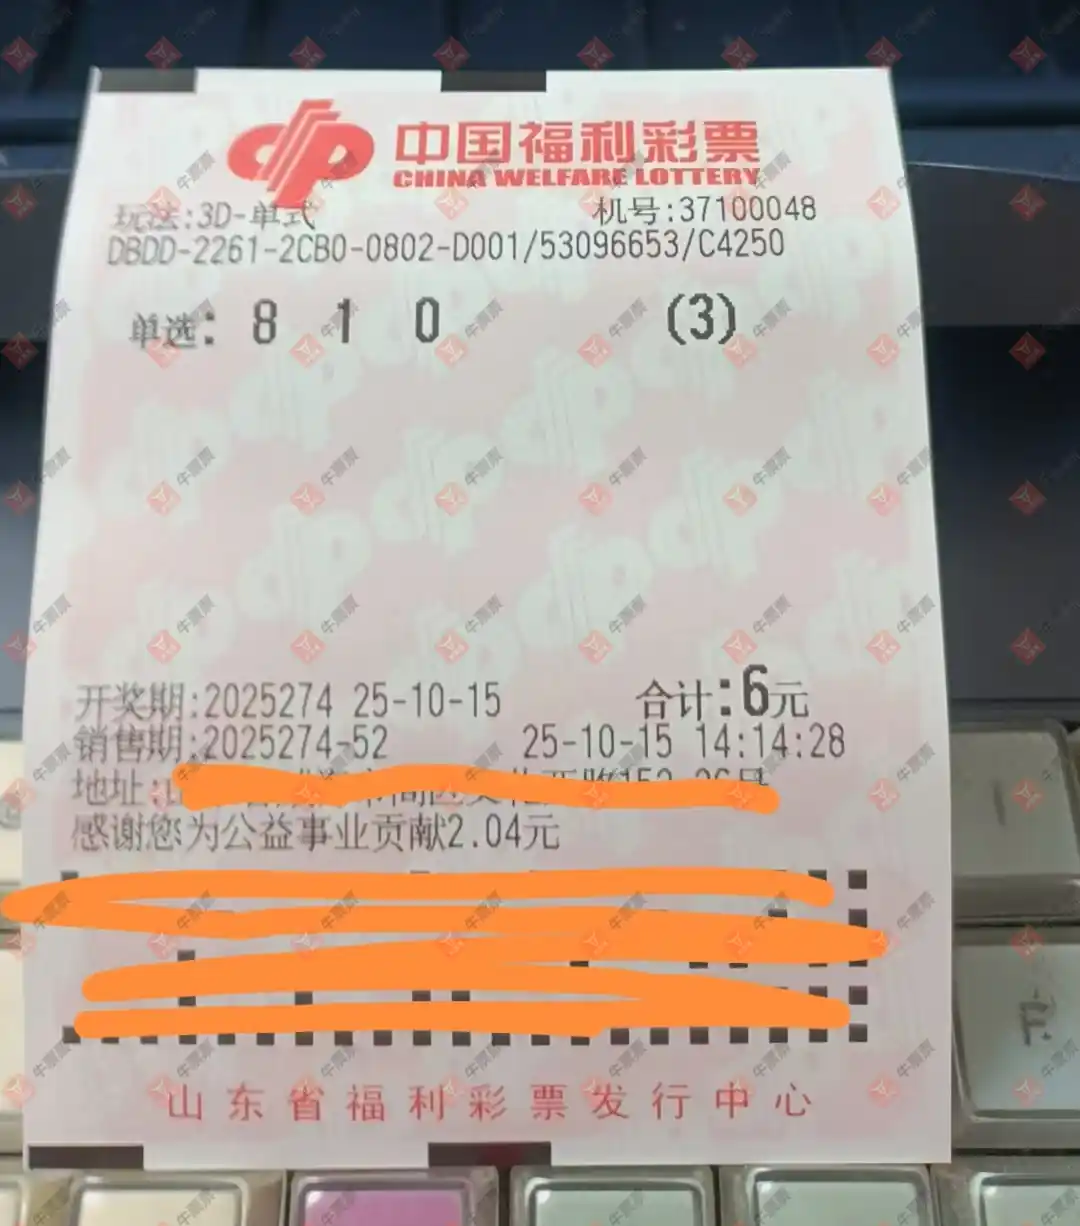 中国福利彩票
CHINA WELFARE LOTTERY
玩法:3D-单式 机号:37100048
DBDD-2261-2CB0-0802-D001/53096653/C4250
单选: 8 1 0 (3)
开奖期:2025274 25-10-15 合计:6元
销售期:2025274-52 25-10-15 14:14:28
地址:
感谢您为公益事业贡献2.04元
山东省福利彩票发行中心
牛票票